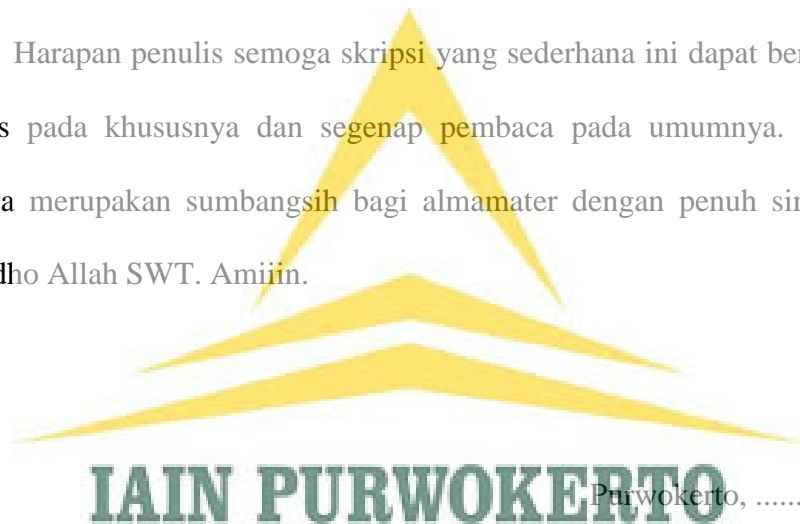 Harapan penulis semoga skripsi yang sederhana ini dapat ber
pada khususnya dan segenap pembaca pada umumnya.
merupakan sumbangsih bagi almamater dengan penuh sin
dho Allah SWT. Amiiin.
IAIN PURWOKERTO
Purwokerto, ......